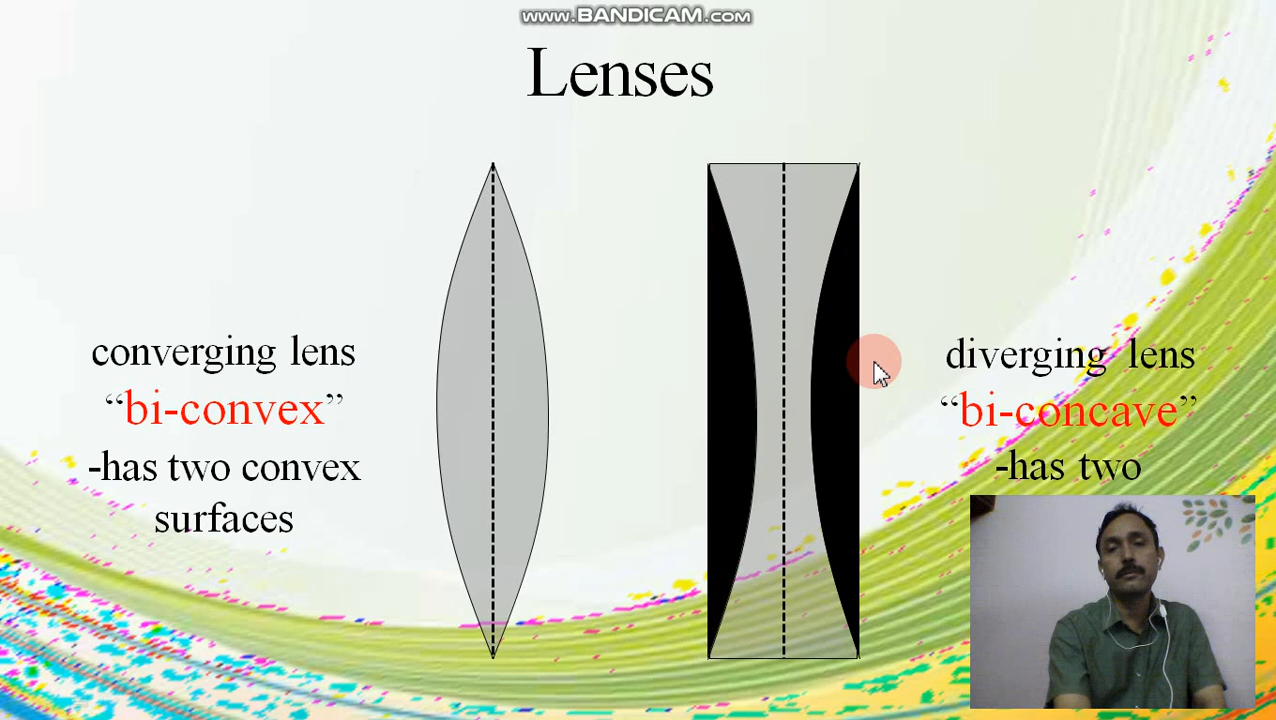 www.BANDICAM.com
Lenses
converging lens
“bi-convex”
-has two convex
surfaces
diverging lens
“bi-concave”
-has two